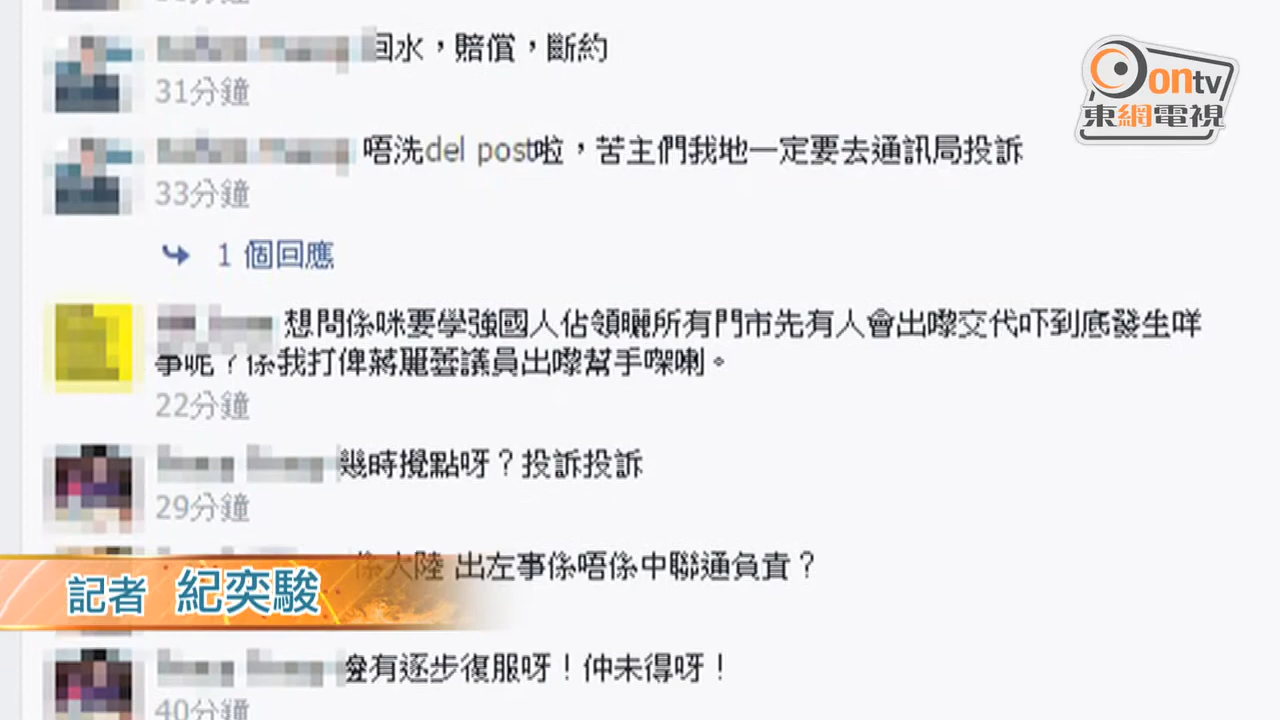 回水，賠償，斷約
31分鐘
唔洗del post啦，苦主們我地一定要去通訊局投訴
33分鐘
1 個回應
想問係咪要學強國人佔領曬所有門市先有人會出嚟交代吓到底發生咩
事呢？係我打俾蔣麗芸議員出嚟幫手㗎喇。
22分鐘
幾時攪點呀？投訴投訴
29分鐘
係大陸 出左事係唔係中聯通負責？
有逐步復服呀！仲未得呀！
40分鐘
ontv
東網電視
記者 紀奕駿